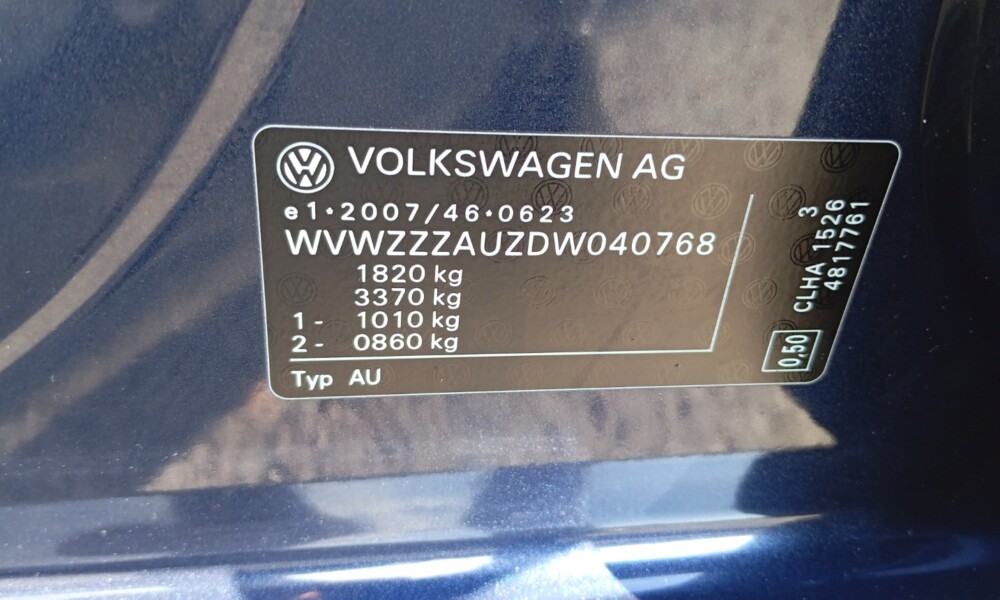 VOLKSWAGEN AG
e1*2007/46*0623
WVWZZZAUZDW040768
1820 kg
3370 kg
1 - 1010 kg
2 - 0860 kg
Typ AU
3
CLHA 1526
4817761
0,50